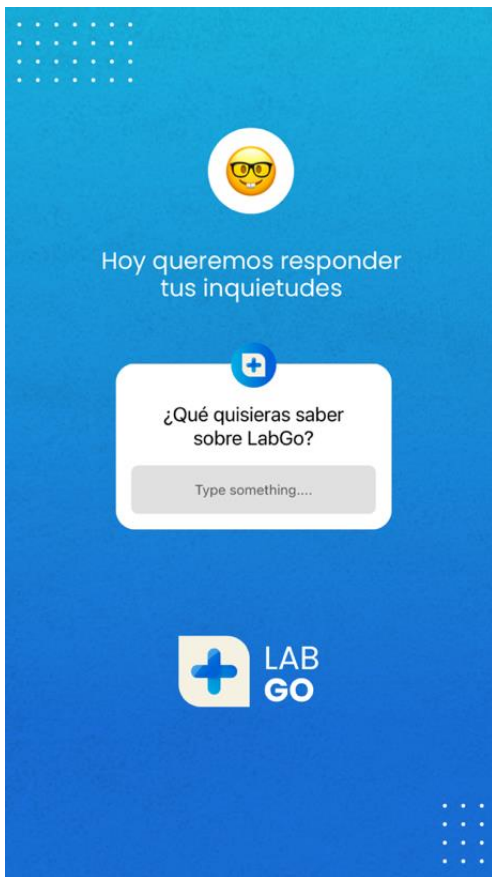 Hoy queremos responder
tus inquietudes
¿Qué quisieras saber
sobre LabGo?
Type something....
LAB
GO